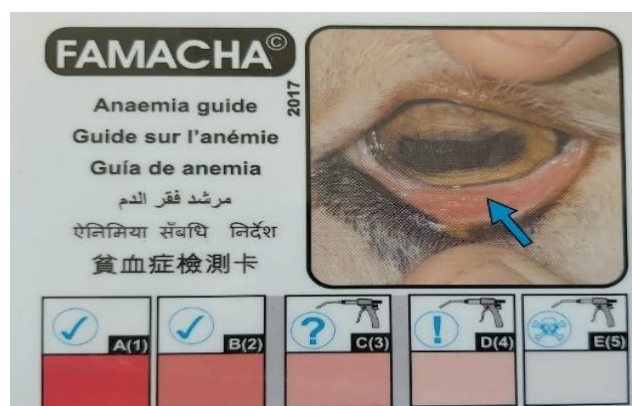 FAMACHA©
2017
Anaemia guide
Guide sur l'anémie
Guía de anemia
مرشد فقر الدم
ऐनिमिया सँबधि निर्देश
貧血症檢測卡
A(1)
B(2)
?
C(3)
!
D(4)
E(5)